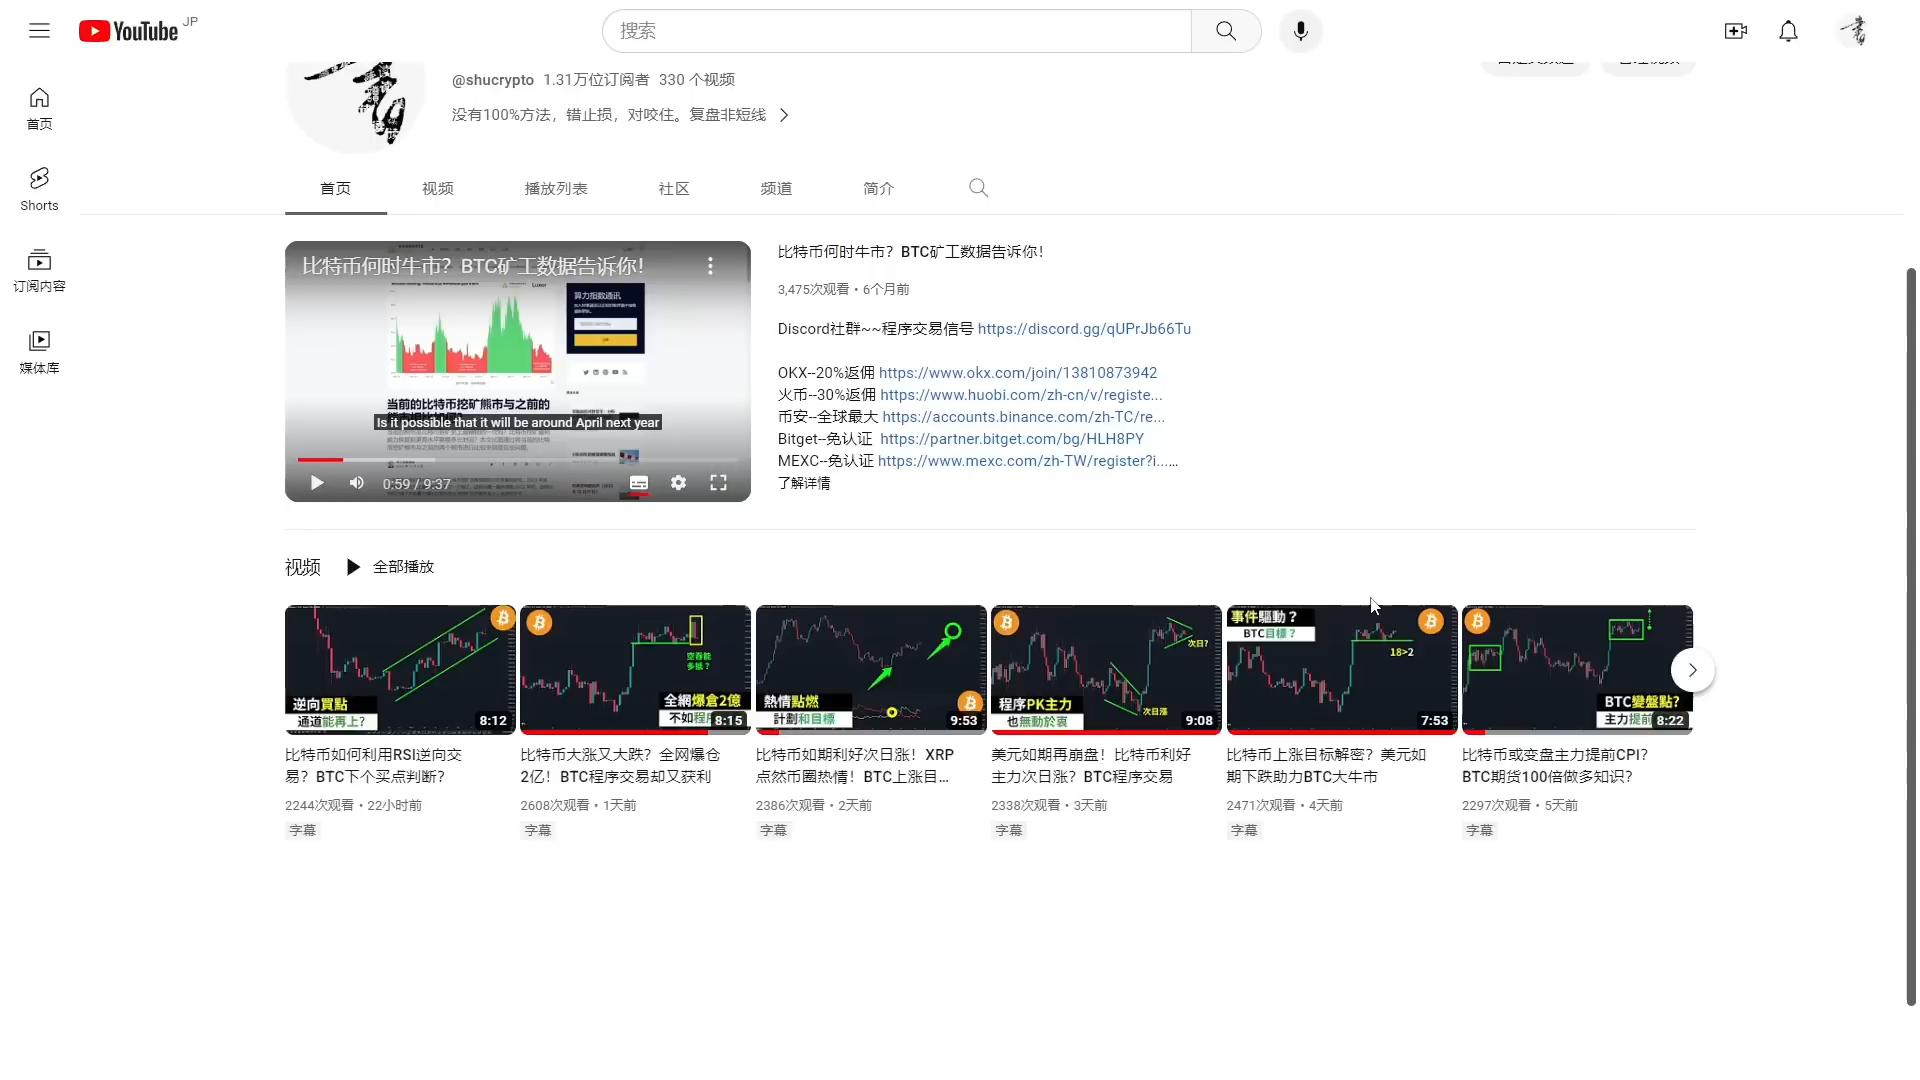 YouTube JP
搜索
@shucrypto 1.31万位订阅者 330 个视频
没有100%方法，错止损，对咬住。复盘非短线
首页
Shorts
订阅内容
媒体库
首页 视频 播放列表 社区 频道 简介
比特币何时牛市？BTC矿工数据告诉你！
算力指数通讯
当前的比特币挖矿熊市与之前的
Is it possible that it will be around April next year
0:59 / 9:37
比特币何时牛市？BTC矿工数据告诉你！
3,475次观看 • 6个月前
Discord社群~~程序交易信号 https://discord.gg/qUPrJb66Tu
OKX--20%返佣 https://www.okx.com/join/13810873942
火币--30%返佣 https://www.huobi.com/zh-cn/v/registe...
币安--全球最大 https://accounts.binance.com/zh-TC/re...
Bitget--免认证 https://partner.bitget.com/bg/HLH8PY
MEXC--免认证 https://www.mexc.com/zh-TW/register?i......
了解详情
视频 全部播放
逆向買點
通道能再上？
8:12
比特币如何利用RSI逆向交
易？BTC下个买点判断？
2244次观看 • 22小时前
字幕
空吞能
多抵？
全網爆倉2億
不如程
8:15
比特币大涨又大跌？全网爆仓
2亿！BTC程序交易却又获利
2608次观看 • 1天前
字幕
熱情點燃
計劃和目標
9:53
比特币如期利好次日涨！XRP
点然币圈热情！BTC上涨目...
2386次观看 • 2天前
字幕
次日?
程序PK主力
也無動於衷
次日漲
9:08
美元如期再崩盘！比特币利好
主力次日涨？BTC程序交易
2338次观看 • 3天前
字幕
事件驅動？
BTC目標？
18>2
7:53
比特币上涨目标解密？美元如
期下跌助力BTC大牛市
2471次观看 • 4天前
字幕
BTC變盤點?
主力提前
8:22
比特币或变盘主力提前CPI？
BTC期货100倍做多知识？
2297次观看 • 5天前
字幕